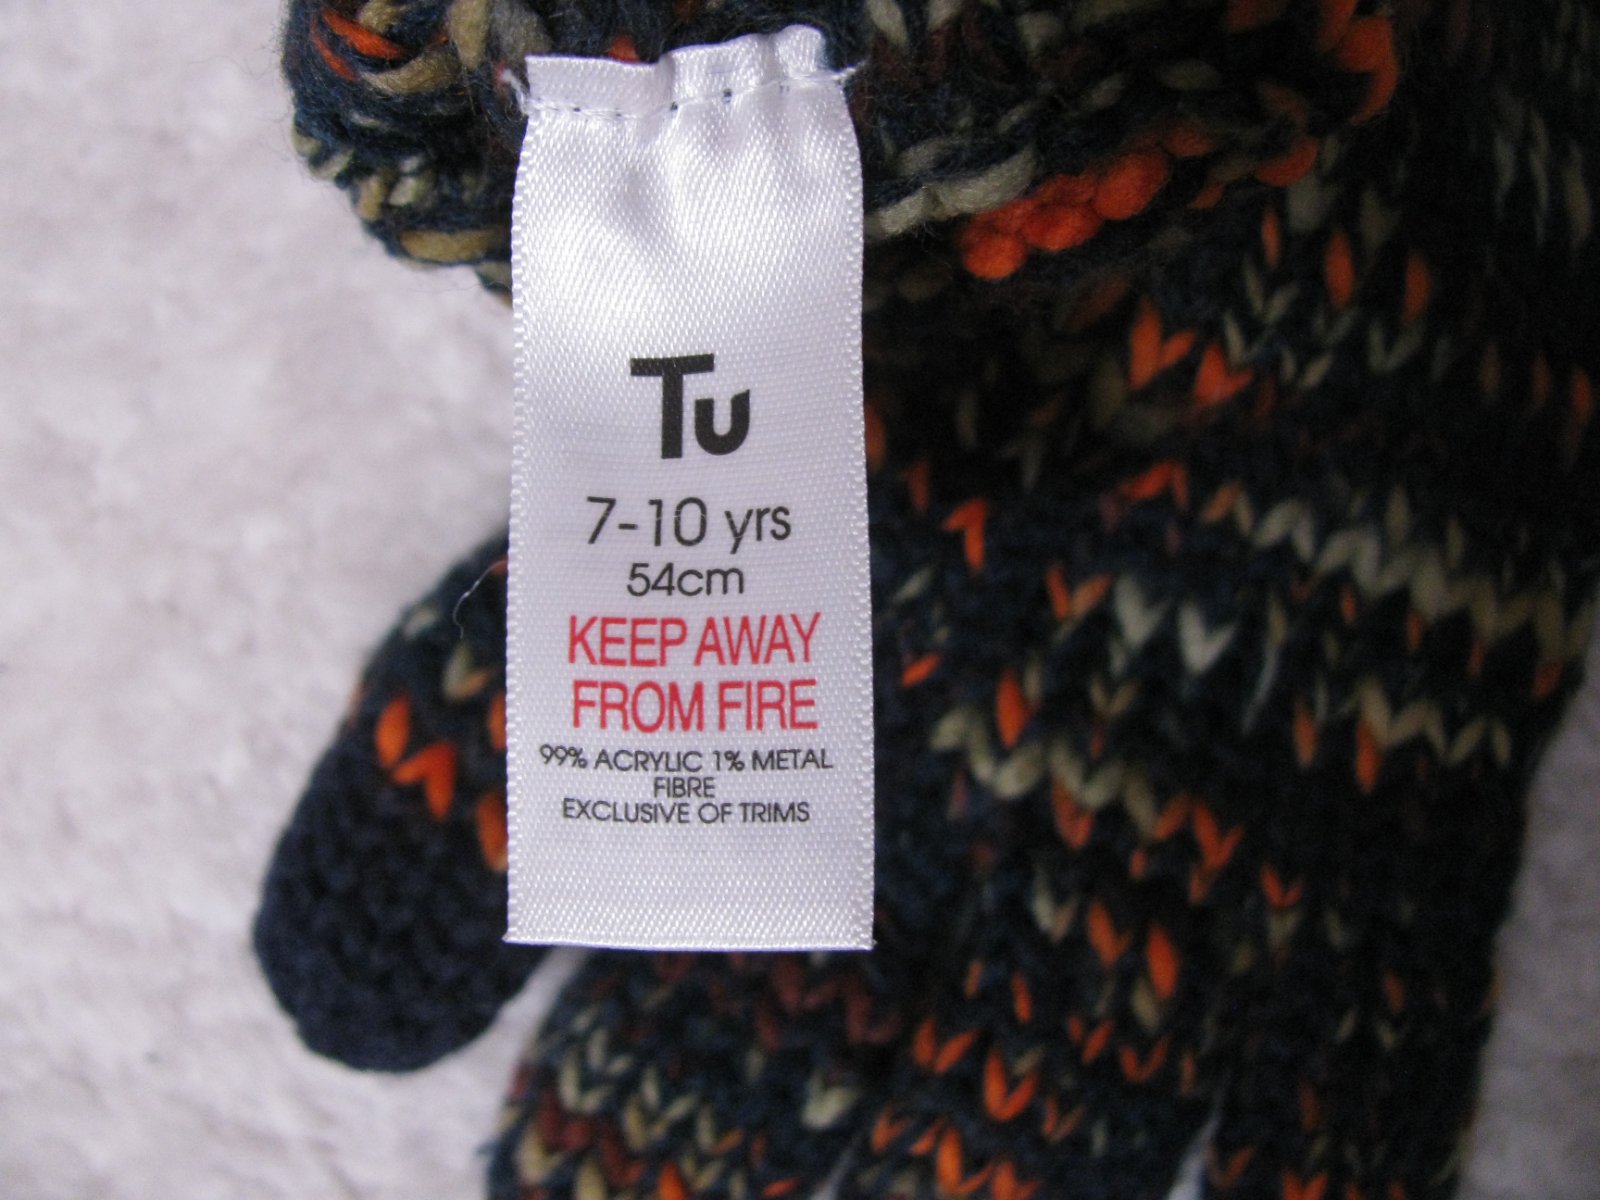 Tu
7-10 yrs
54cm
KEEP AWAY
FROM FIRE
99% ACRYLIC 1% METAL
FIBRE
EXCLUSIVE OF TRIMS